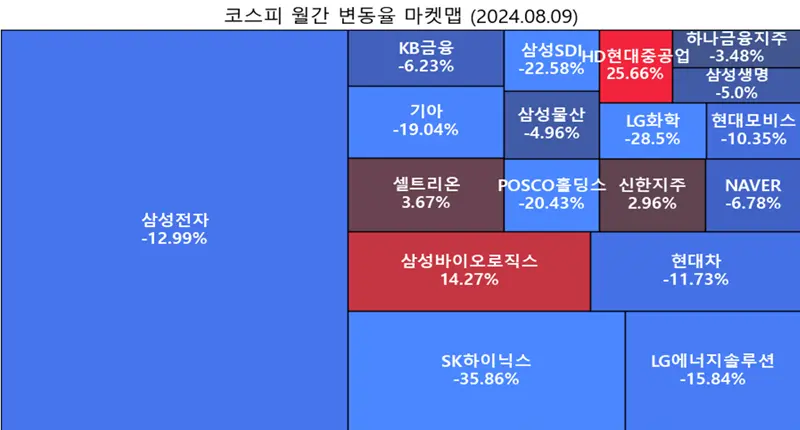 코스피 월간 변동율 마켓맵 (2024.08.09)
삼성전자
-12.99%
KB금융
-6.23%
삼성SDI
-22.58%
HD현대중공업
25.66%
하나금융지주
-3.48%
삼성생명
-5.0%
기아
-19.04%
삼성물산
-4.96%
LG화학
-28.5%
현대모비스
-10.35%
셀트리온
3.67%
POSCO홀딩스
-20.43%
신한지주
2.96%
NAVER
-6.78%
삼성바이오로직스
14.27%
현대차
-11.73%
SK하이닉스
-35.86%
LG에너지솔루션
-15.84%